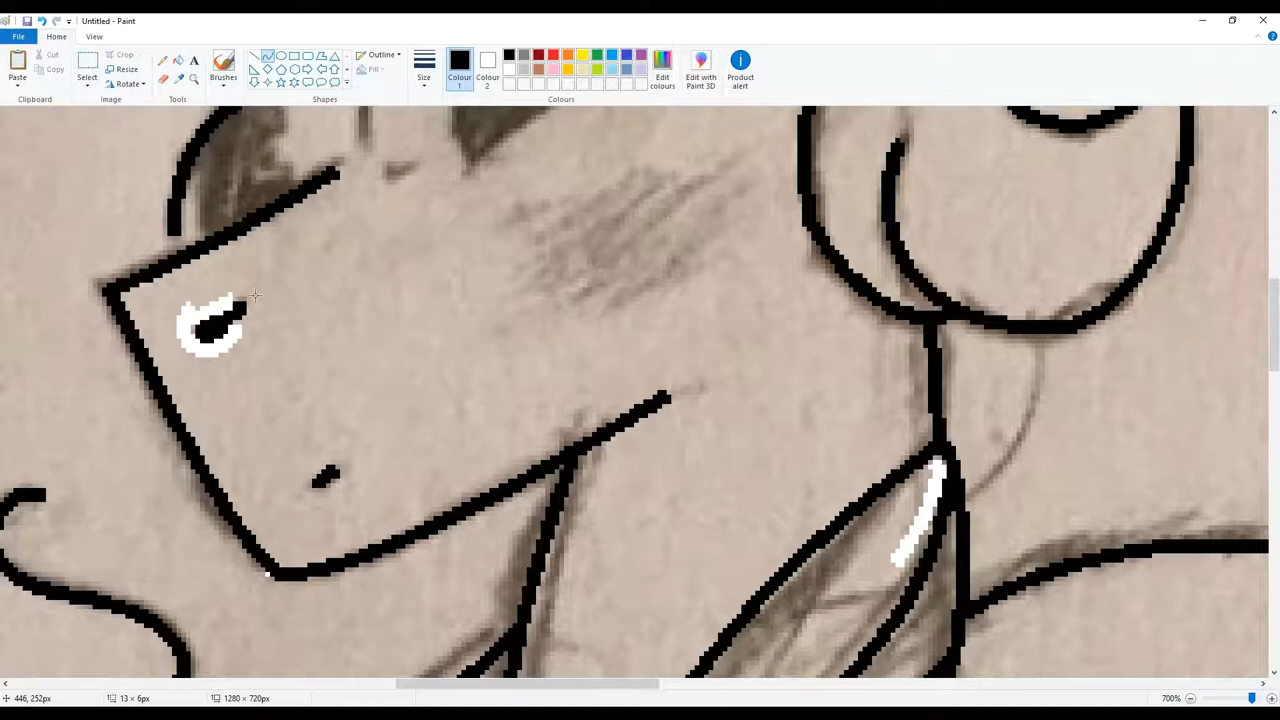 Untitled - Paint
File Home View
Paste
Cut
Copy
Clipboard
Select
Crop
Resize
Rotate
Image
A
Tools
Brushes
Outline
Fill
Shapes
Size
Colour 1
Colour 2
Edit colours
Colours
Edit with Paint 3D
Product alert
446, 252px 13 × 6px 1280 × 720px 700%